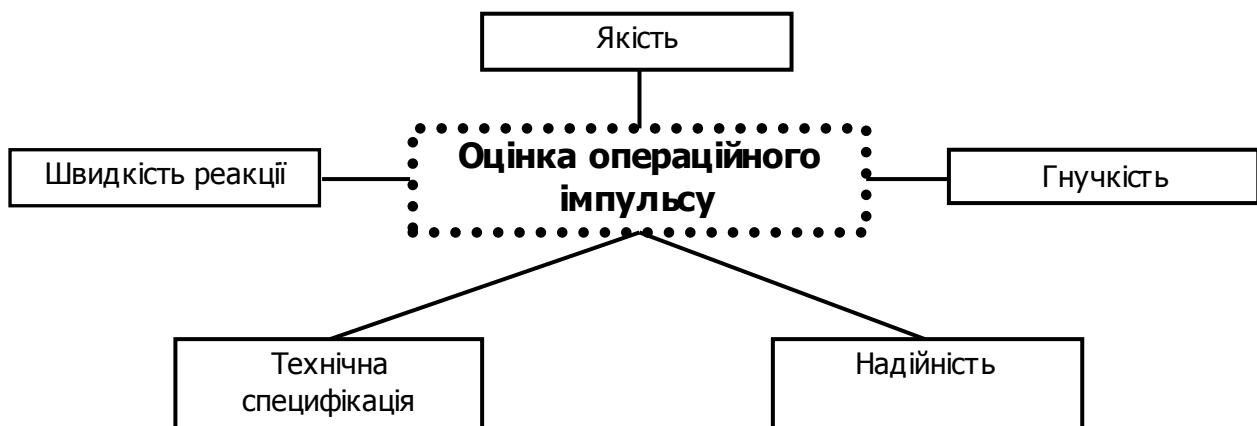 Якість
Оцінка операційного
імпульсу
Швидкість реакції
Гнучкість
Технічна
специфікація
Надійність